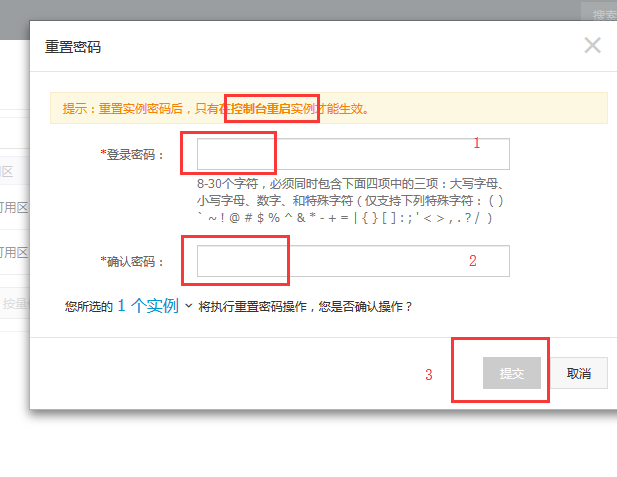 搜索
重置密码
提示：重置实例密码后，只有在控制台重启实例才能生效。
*登录密码：
1
8-30个字符，必须同时包含下面四项中的三项：大写字母、
小写字母、数字、和特殊字符（仅支持下列特殊字符：( )
` ~ ! @ # $ % ^ & * - + = | { } [ ] : ; ' < > , . ? / ）
*确认密码：
2
您所选的 1 个实例 将执行重置密码操作，您是否确认操作？
3
提交
取消
可用区
可用区
按量